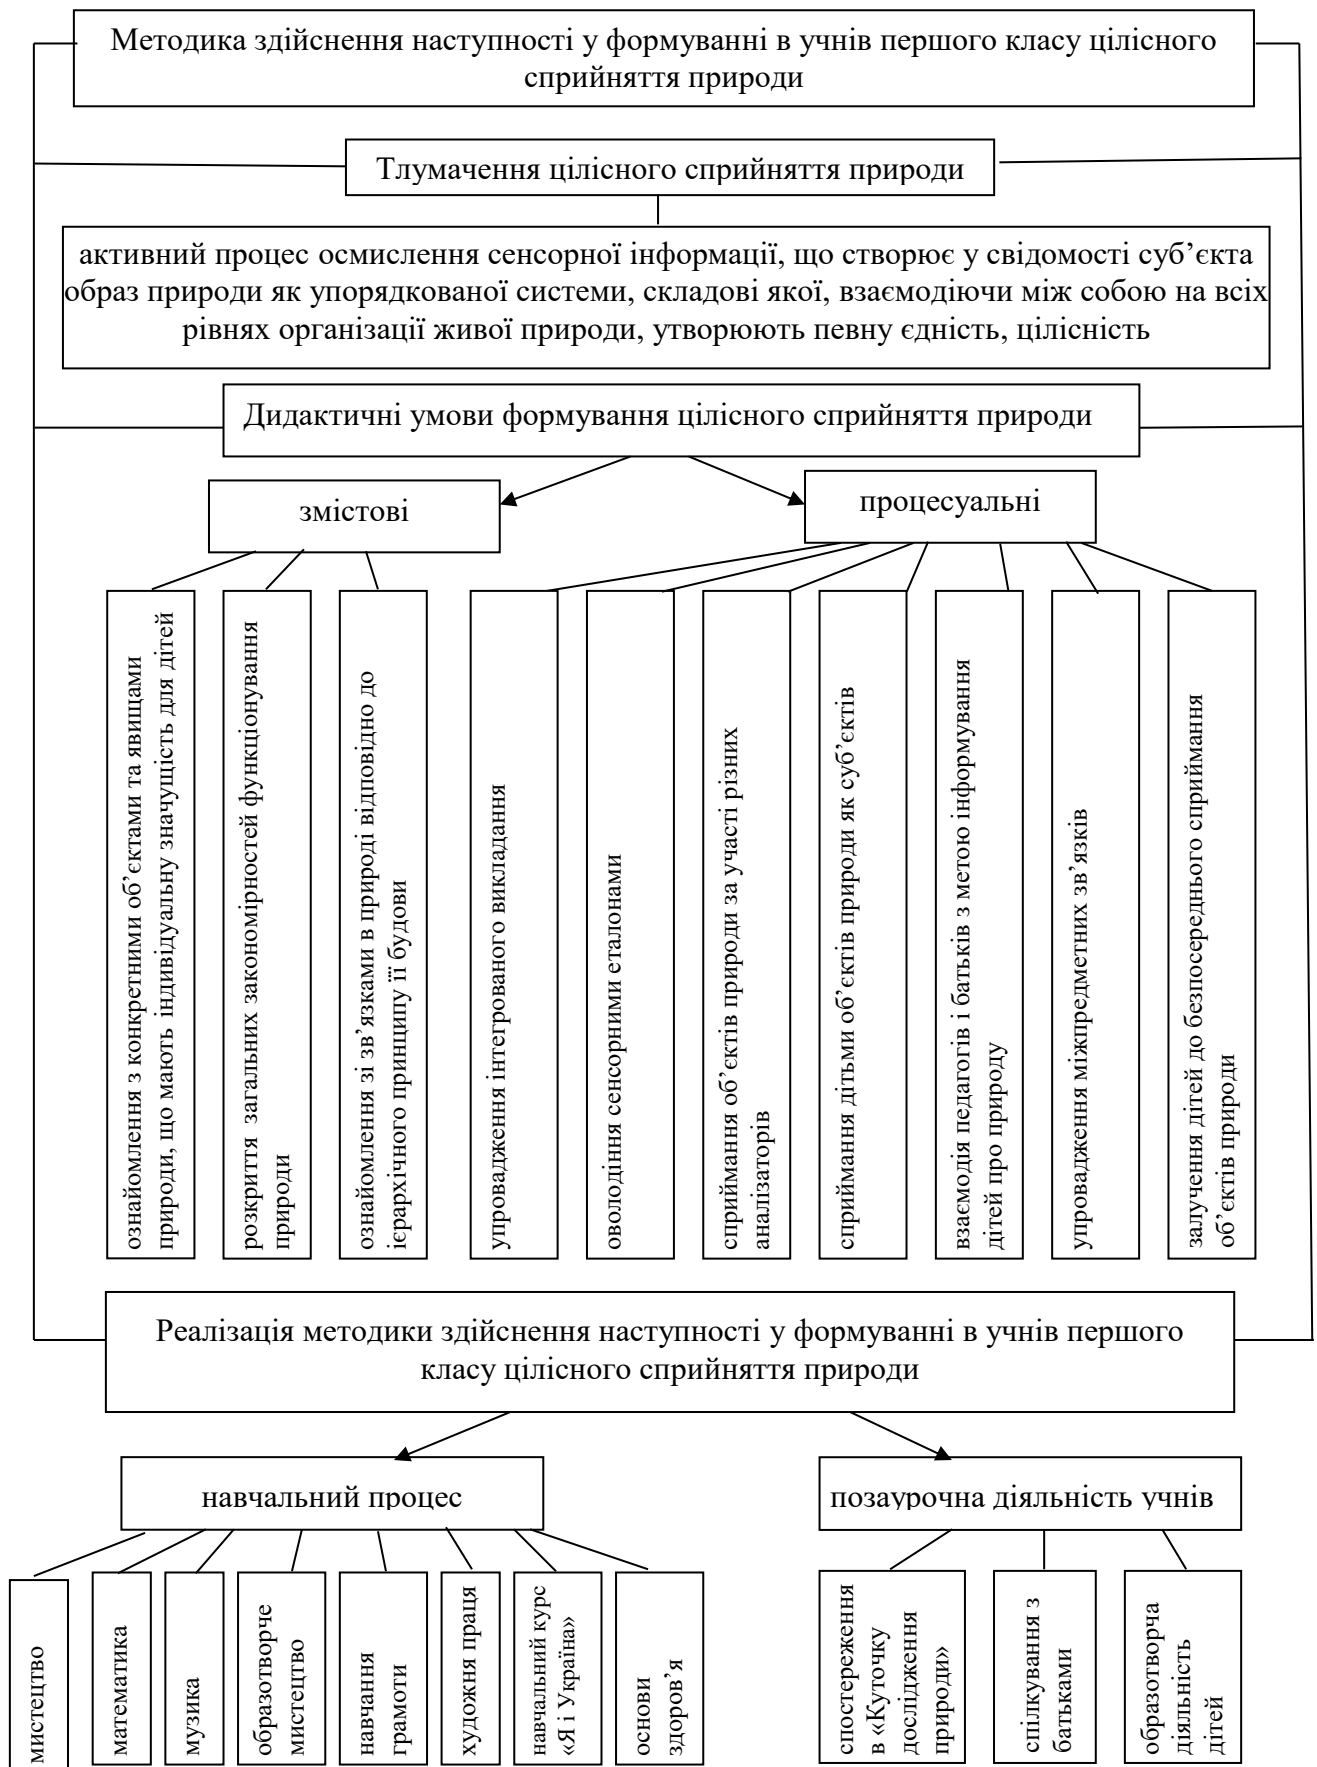 Методика здійснення наступності у формуванні в учнів першого класу цілісного
сприйняття природи
Тлумачення цілісного сприйняття природи
активний процес осмислення сенсорної інформації, що створює у свідомості суб’єкта
образ природи як упорядкованої системи, складові якої, взаємодіючи між собою на всіх
рівнях організації живої природи, утворюють певну єдність, цілісність
Дидактичні умови формування цілісного сприйняття природи
змістові
процесуальні
ознайомлення з конкретними об’єктами та явищами
природи, що мають індивідуальну значущість для дітей
розкриття загальних закономірностей функціонування
природи
ознайомлення зі зв’язками в природі відповідно до
ієрархічного принципу її будови
упровадження інтегрованого викладання
оволодіння сенсорними еталонами
сприймання об’єктів природи за участі різних
аналізаторів
сприймання дітьми об’єктів природи як суб’єктів
взаємодія педагогів і батьків з метою інформування
дітей про природу
упровадження міжпредметних зв’язків
залучення дітей до безпосереднього сприймання
об’єктів природи
Реалізація методики здійснення наступності у формуванні в учнів першого
класу цілісного сприйняття природи
навчальний процес
позаурочна діяльність учнів
мистецтво
математика
музика
образотворче
мистецтво
навчання
грамоти
художня праця
навчальний курс
«Я і Україна»
основи
здоров’я
спостереження
в «Куточку
дослідження
природи»
спілкування з
батьками
образотворча
діяльність
дітей